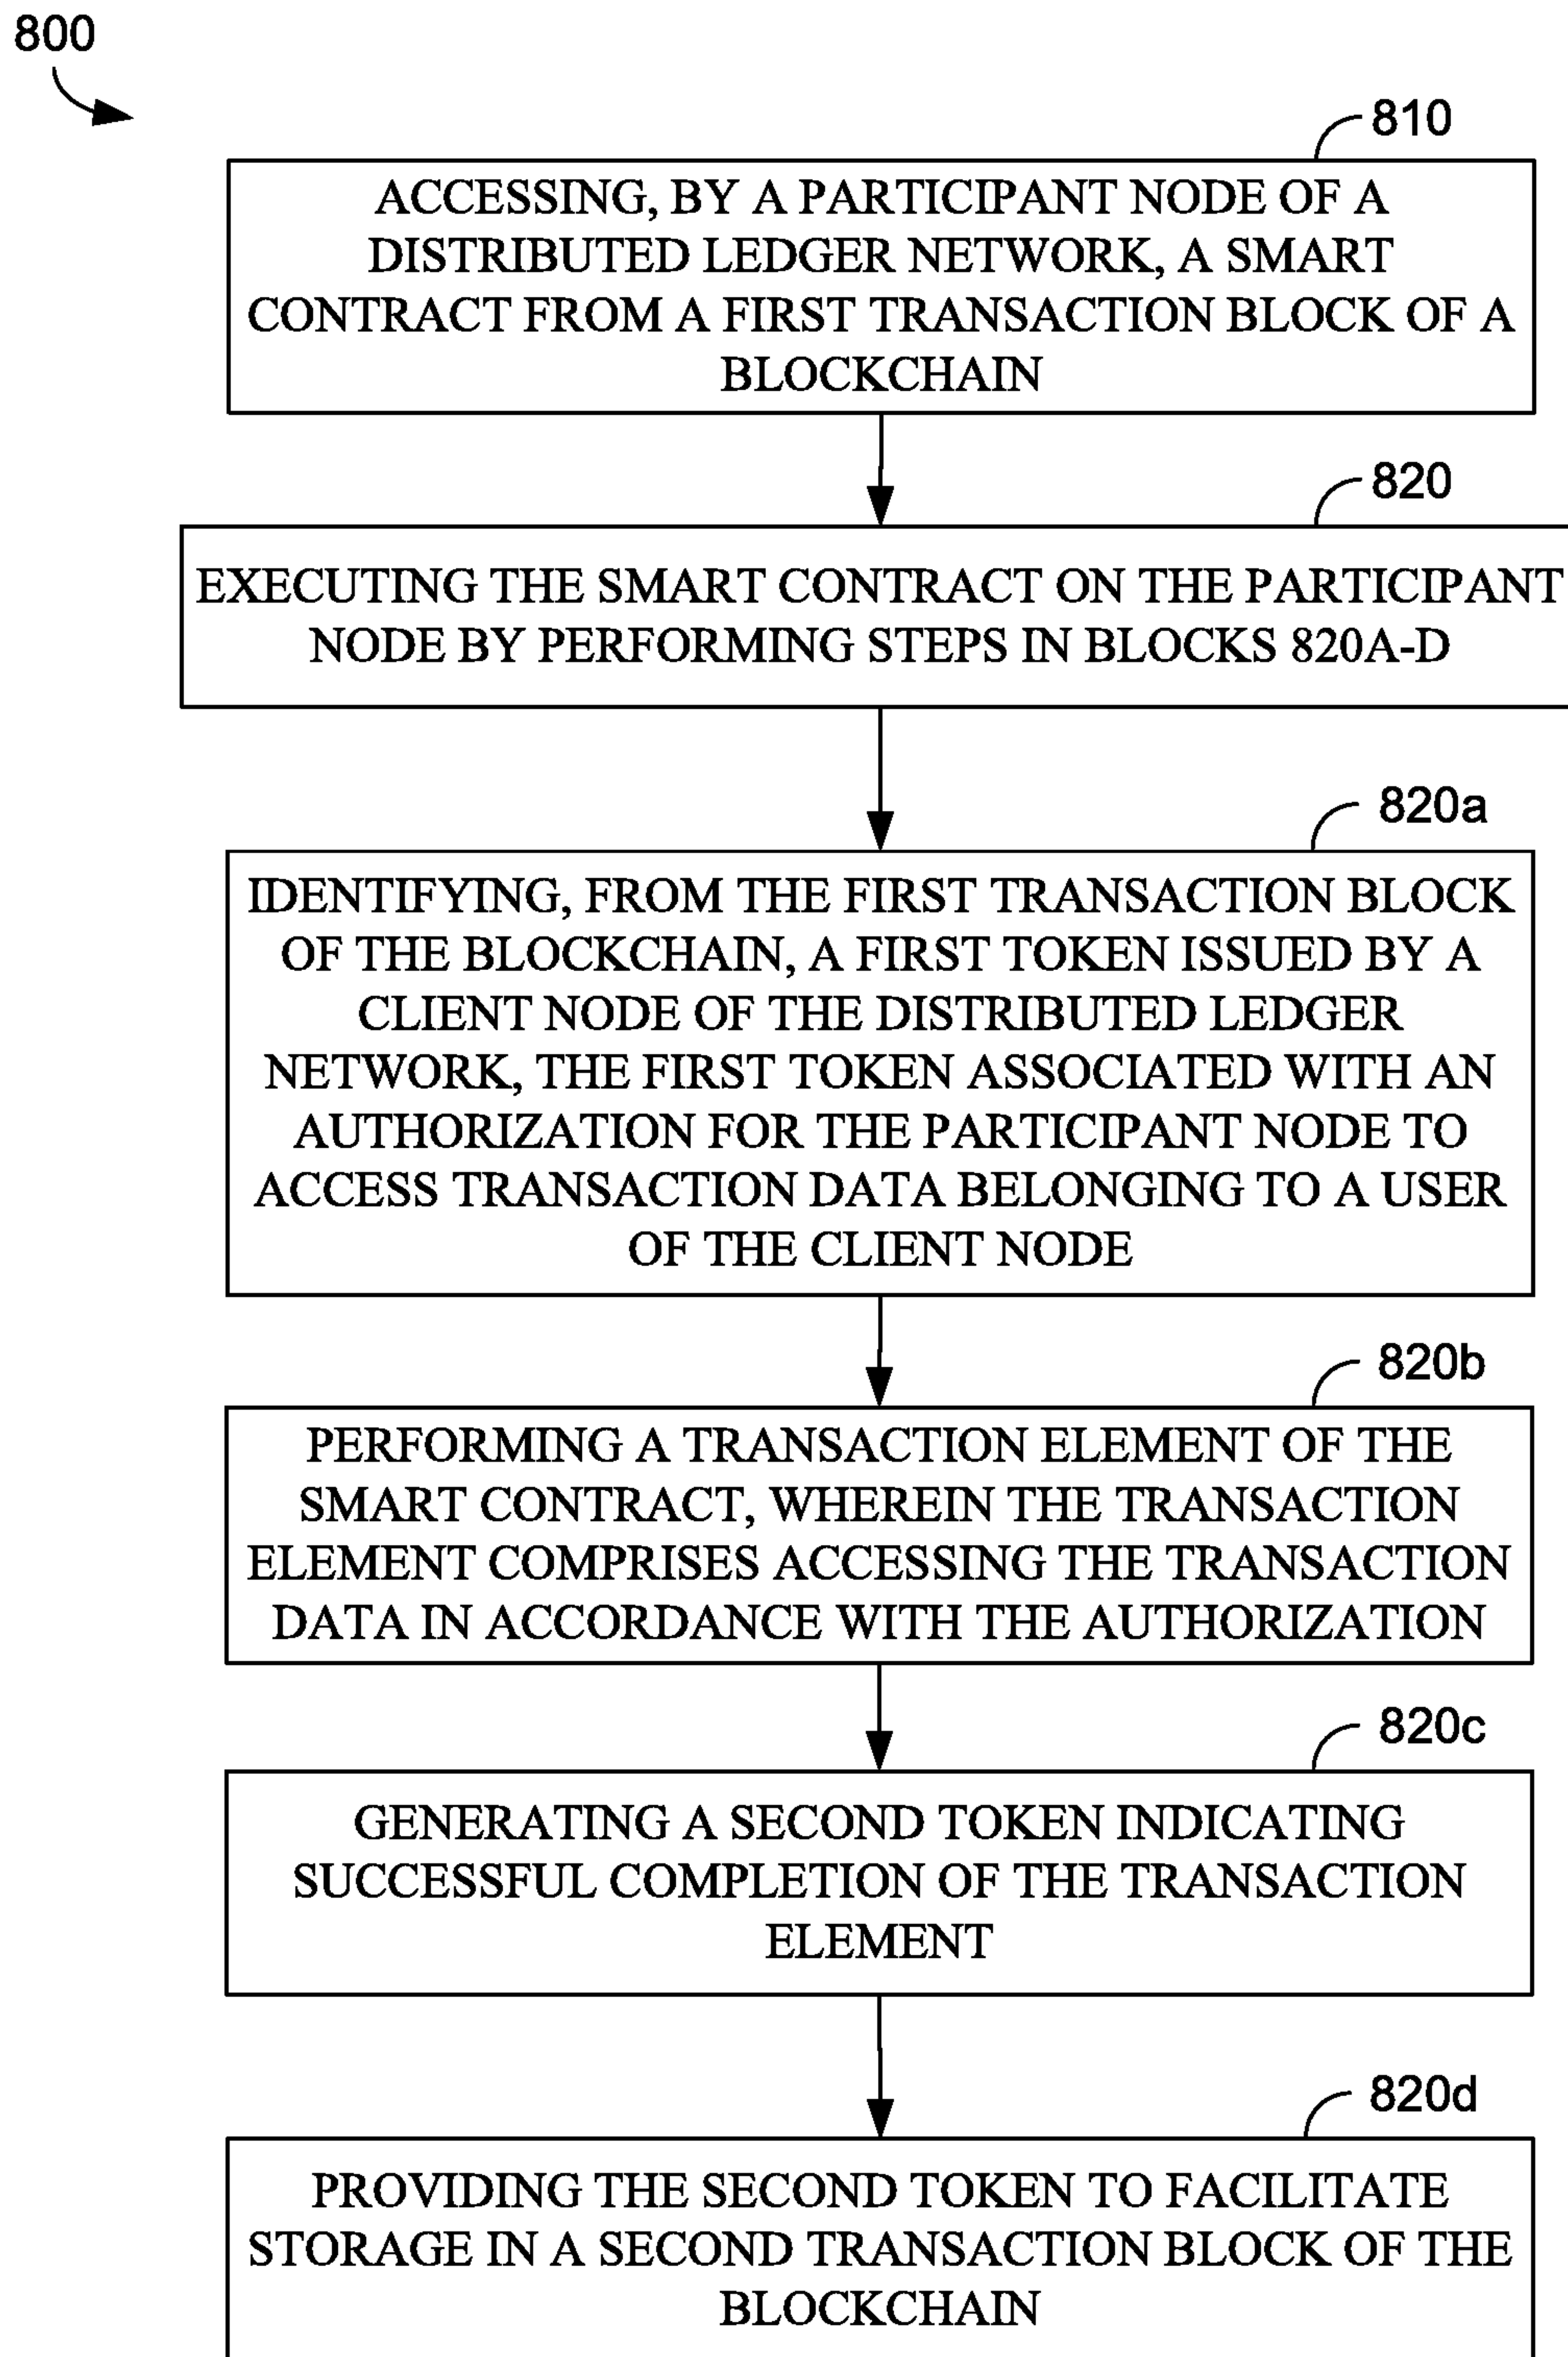 800
810
ACCESSING, BY A PARTICIPANT NODE OF A
DISTRIBUTED LEDGER NETWORK, A SMART
CONTRACT FROM A FIRST TRANSACTION BLOCK OF A
BLOCKCHAIN
820
EXECUTING THE SMART CONTRACT ON THE PARTICIPANT
NODE BY PERFORMING STEPS IN BLOCKS 820A-D
820a
IDENTIFYING, FROM THE FIRST TRANSACTION BLOCK
OF THE BLOCKCHAIN, A FIRST TOKEN ISSUED BY A
CLIENT NODE OF THE DISTRIBUTED LEDGER
NETWORK, THE FIRST TOKEN ASSOCIATED WITH AN
AUTHORIZATION FOR THE PARTICIPANT NODE TO
ACCESS TRANSACTION DATA BELONGING TO A USER
OF THE CLIENT NODE
820b
PERFORMING A TRANSACTION ELEMENT OF THE
SMART CONTRACT, WHEREIN THE TRANSACTION
ELEMENT COMPRISES ACCESSING THE TRANSACTION
DATA IN ACCORDANCE WITH THE AUTHORIZATION
820c
GENERATING A SECOND TOKEN INDICATING
SUCCESSFUL COMPLETION OF THE TRANSACTION
ELEMENT
820d
PROVIDING THE SECOND TOKEN TO FACILITATE
STORAGE IN A SECOND TRANSACTION BLOCK OF THE
BLOCKCHAIN